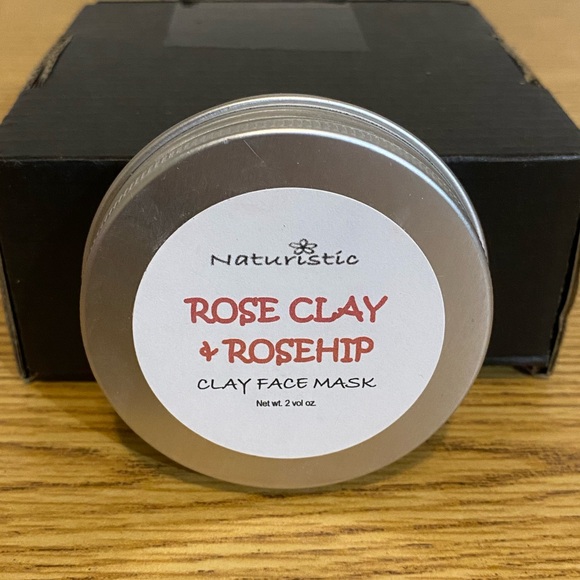 Naturistic
ROSE CLAY
& ROSEHIP
CLAY FACE MASK
Net wt. 2 vol oz.